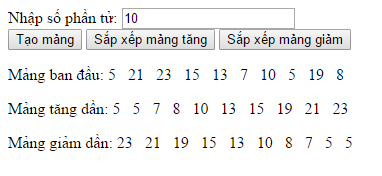 Nhập số phần tử: 10
Tạo mảng Sắp xếp mảng tăng Sắp xếp mảng giảm
Mảng ban đầu: 5 21 23 15 13 7 10 5 19 8
Mảng tăng dần: 5 5 7 8 10 13 15 19 21 23
Mảng giảm dần: 23 21 19 15 13 10 8 7 5 5